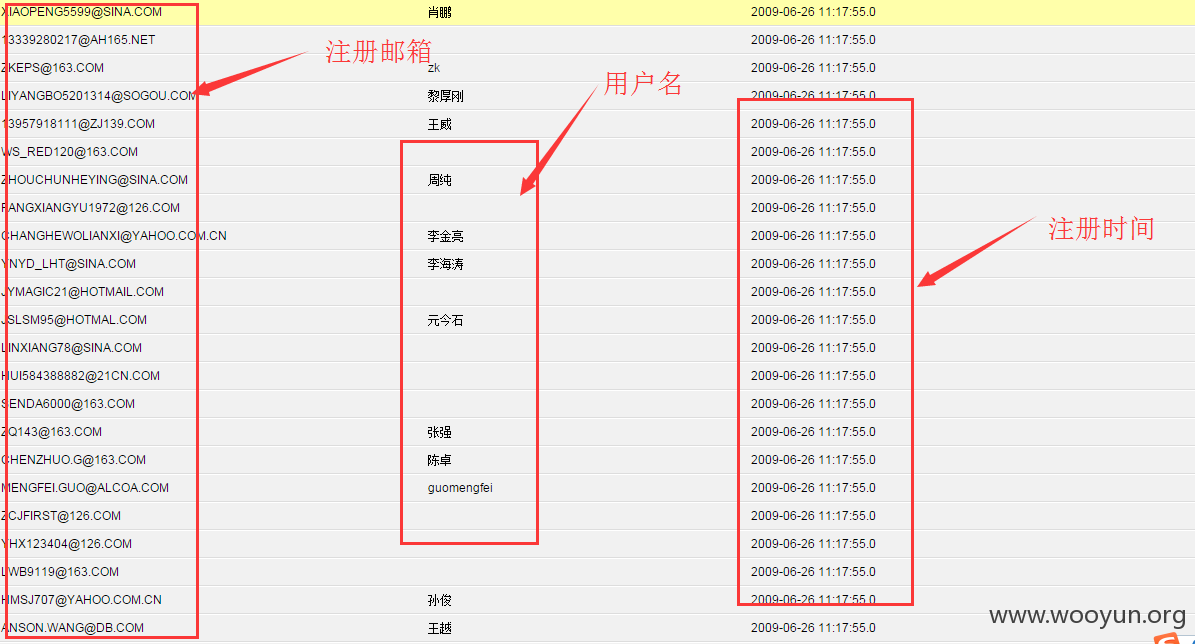 XIAOPENG5599@SINA.COM 肖鹏 2009-06-26 11:17:55.0
13339280217@AH165.NET 2009-06-26 11:17:55.0
注册邮箱
ZKEPS@163.COM zk 2009-06-26 11:17:55.0
用户名
LIYANGBO5201314@SOGOU.COM 黎厚刚 2009-06-26 11:17:55.0
13957918111@ZJ139.COM 王威 2009-06-26 11:17:55.0
WS_RED120@163.COM 2009-06-26 11:17:55.0
ZHOUCHUNHEYING@SINA.COM 周纯 2009-06-26 11:17:55.0
FANGXIANGYU1972@126.COM 2009-06-26 11:17:55.0
注册时间
CHANGHEWOLIANXI@YAHOO.COM.CN 李金亮 2009-06-26 11:17:55.0
YNYD_LHT@SINA.COM 李海涛 2009-06-26 11:17:55.0
JYMAGIC21@HOTMAIL.COM 2009-06-26 11:17:55.0
JSLSM95@HOTMAL.COM 元今石 2009-06-26 11:17:55.0
LINXIANG78@SINA.COM 2009-06-26 11:17:55.0
HUI584388882@21CN.COM 2009-06-26 11:17:55.0
SENDA6000@163.COM 2009-06-26 11:17:55.0
ZQ143@163.COM 张强 2009-06-26 11:17:55.0
CHENZHUO.G@163.COM 陈卓 2009-06-26 11:17:55.0
MENGFEI.GUO@ALCOA.COM guomengfei 2009-06-26 11:17:55.0
ZCJFIRST@126.COM 2009-06-26 11:17:55.0
YHX123404@126.COM 2009-06-26 11:17:55.0
LWB9119@163.COM 2009-06-26 11:17:55.0
HMSJ707@YAHOO.COM.CN 孙俊 2009-06-26 11:17:55.0
www.wooyun.org
ANSON.WANG@DB.COM 王越 2009-06-26 11:17:55.0